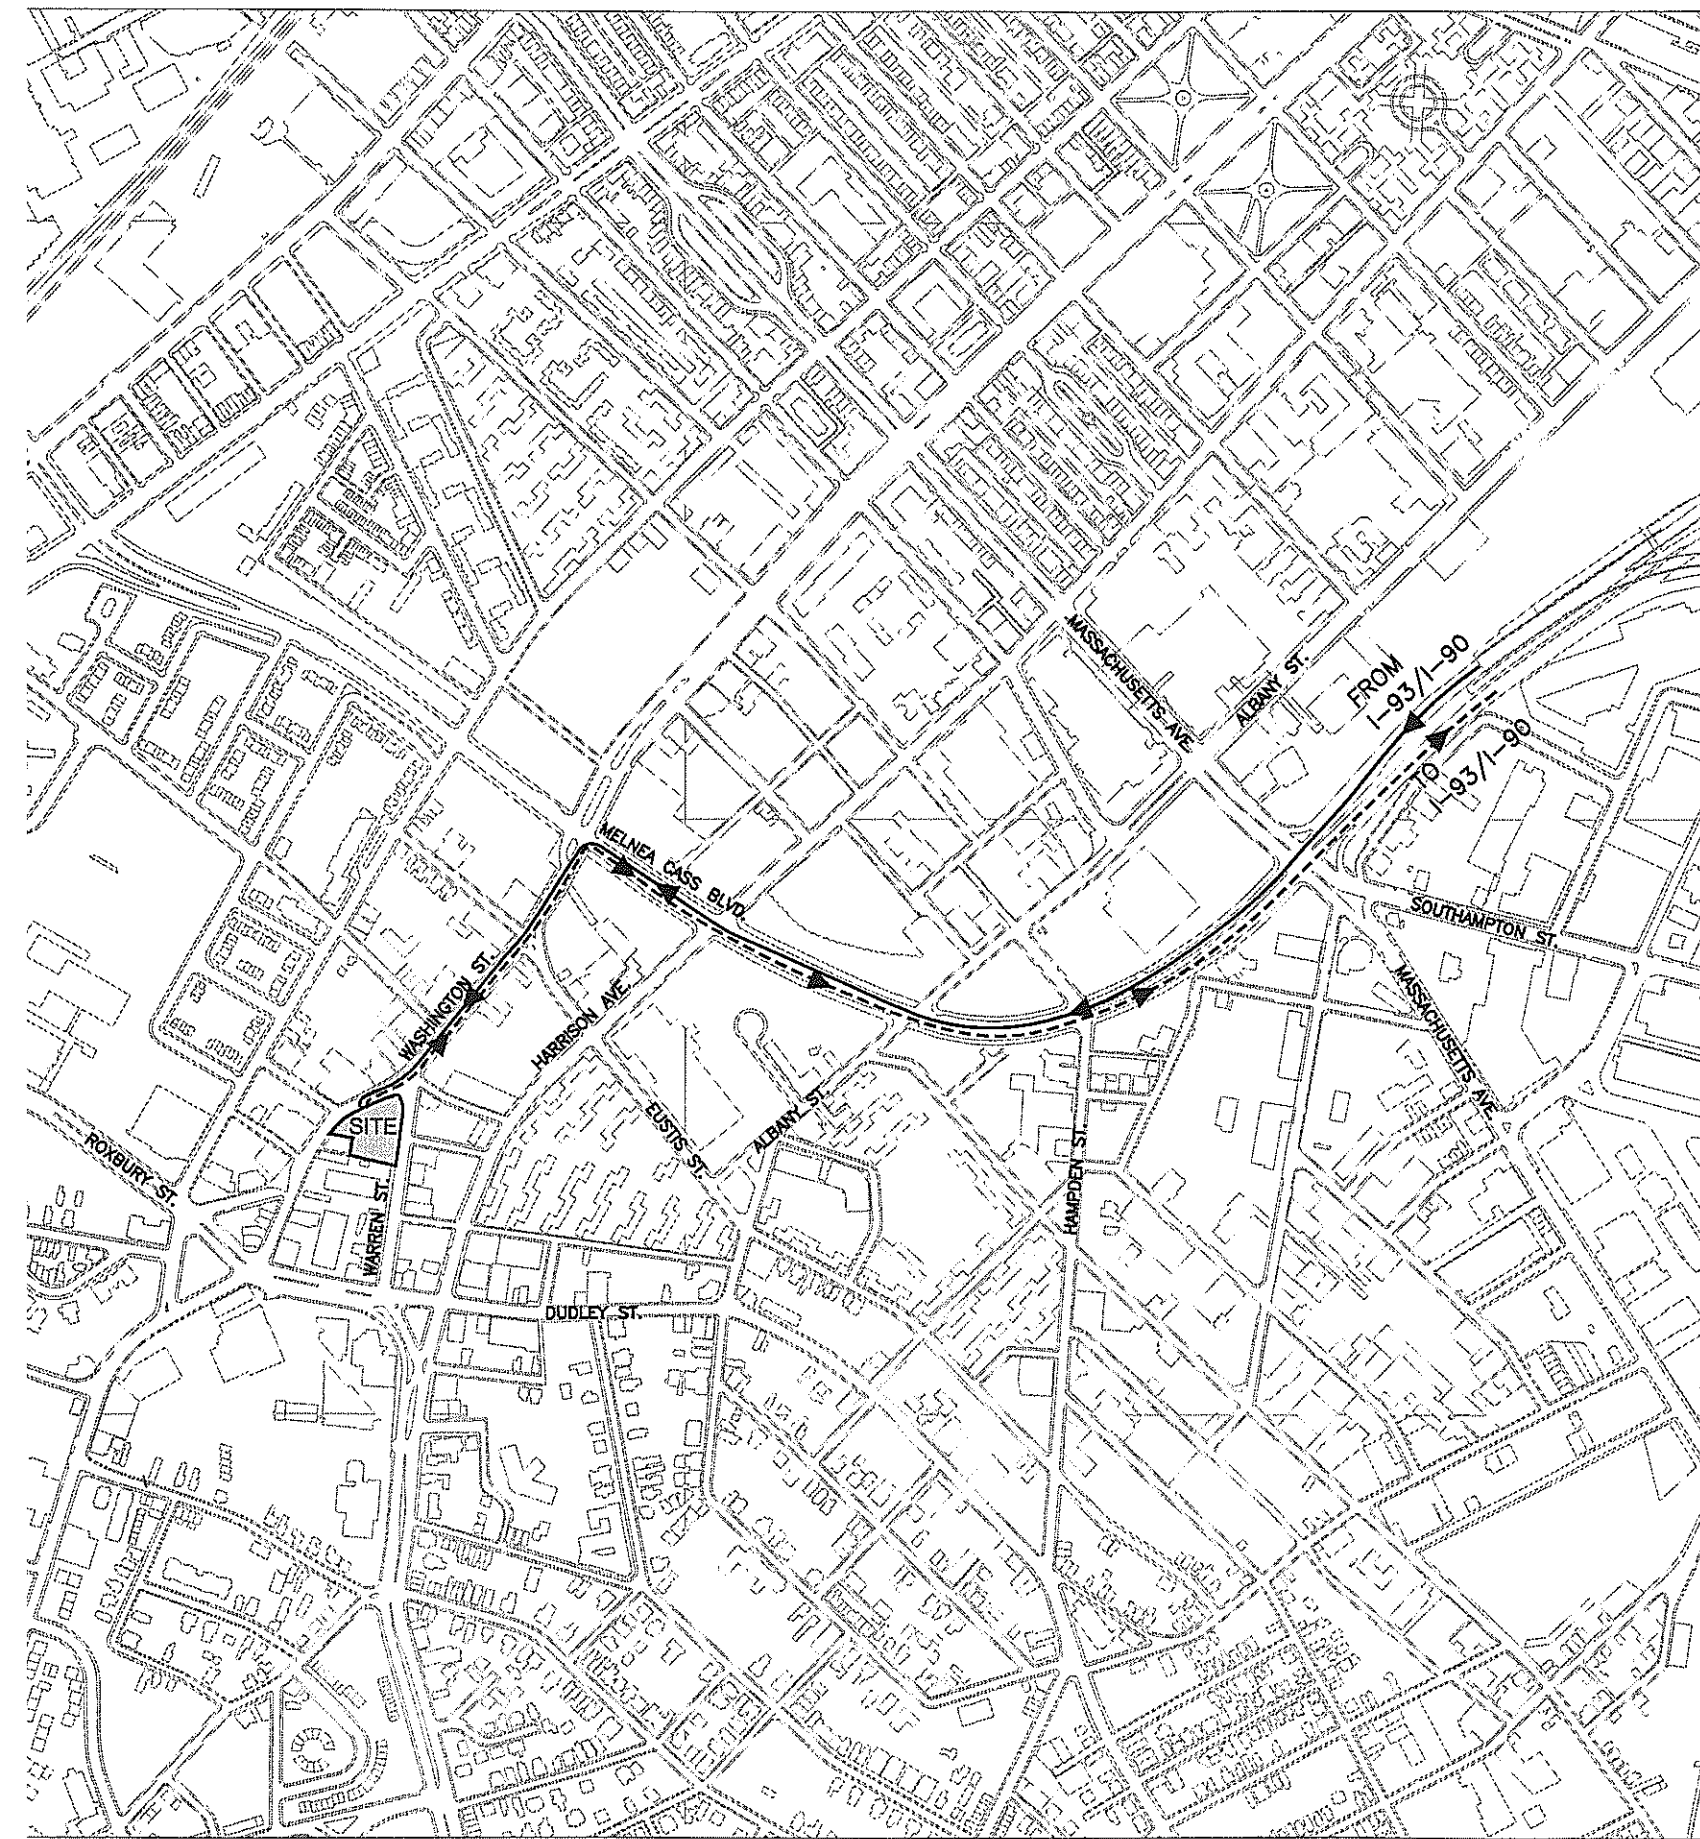 MASSACHUSETTS AVE.
ALBANY ST.
FROM
I-93/I-90
TO
I-93/I-90
MELNEA CASS BLVD.
SOUTHAMPTON ST.
WASHINGTON ST.
HARRISON AVE.
MASSACHUSETTS AVE.
SITE
EUSTIS ST.
ALBANY ST.
ROXBURY ST.
HAMPDEN ST.
WARREN ST.
DUDLEY ST.